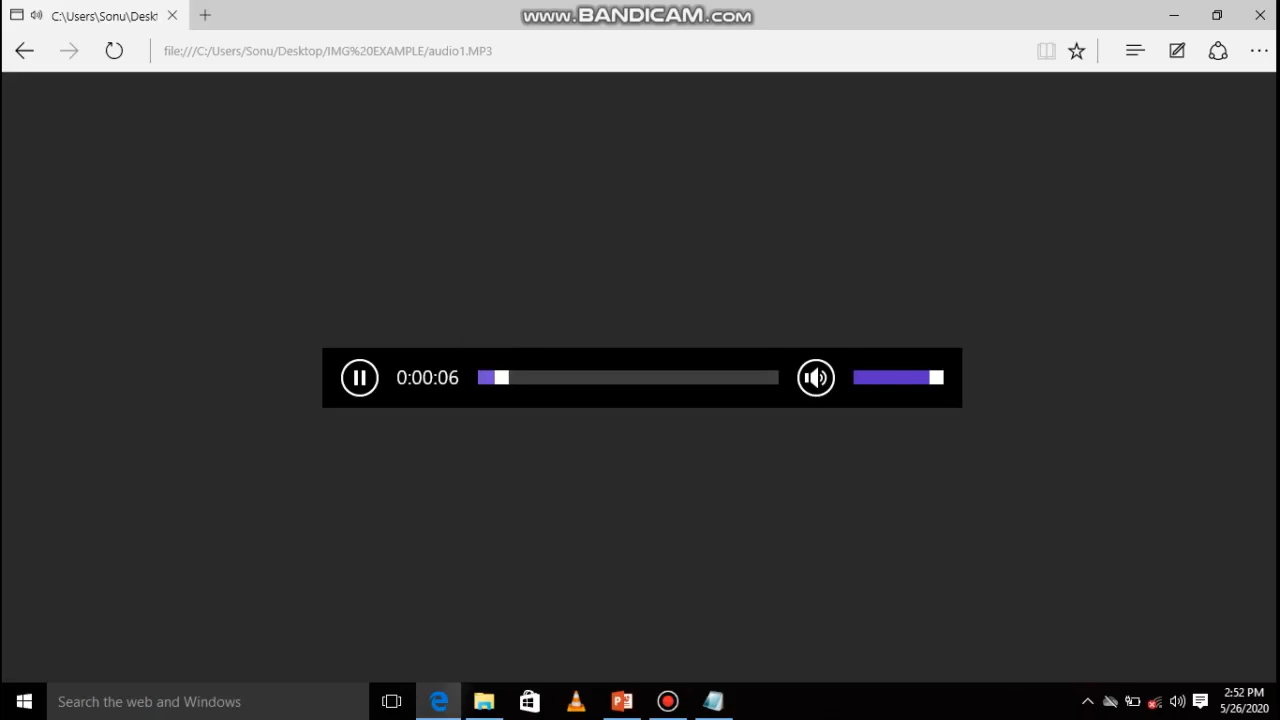 C:\Users\Sonu\Deskt
www.BANDICAM.com
file:///C:/Users/Sonu/Desktop/IMG%20EXAMPLE/audio1.MP3
0:00:06
Search the web and Windows
2:52 PM
5/26/2020